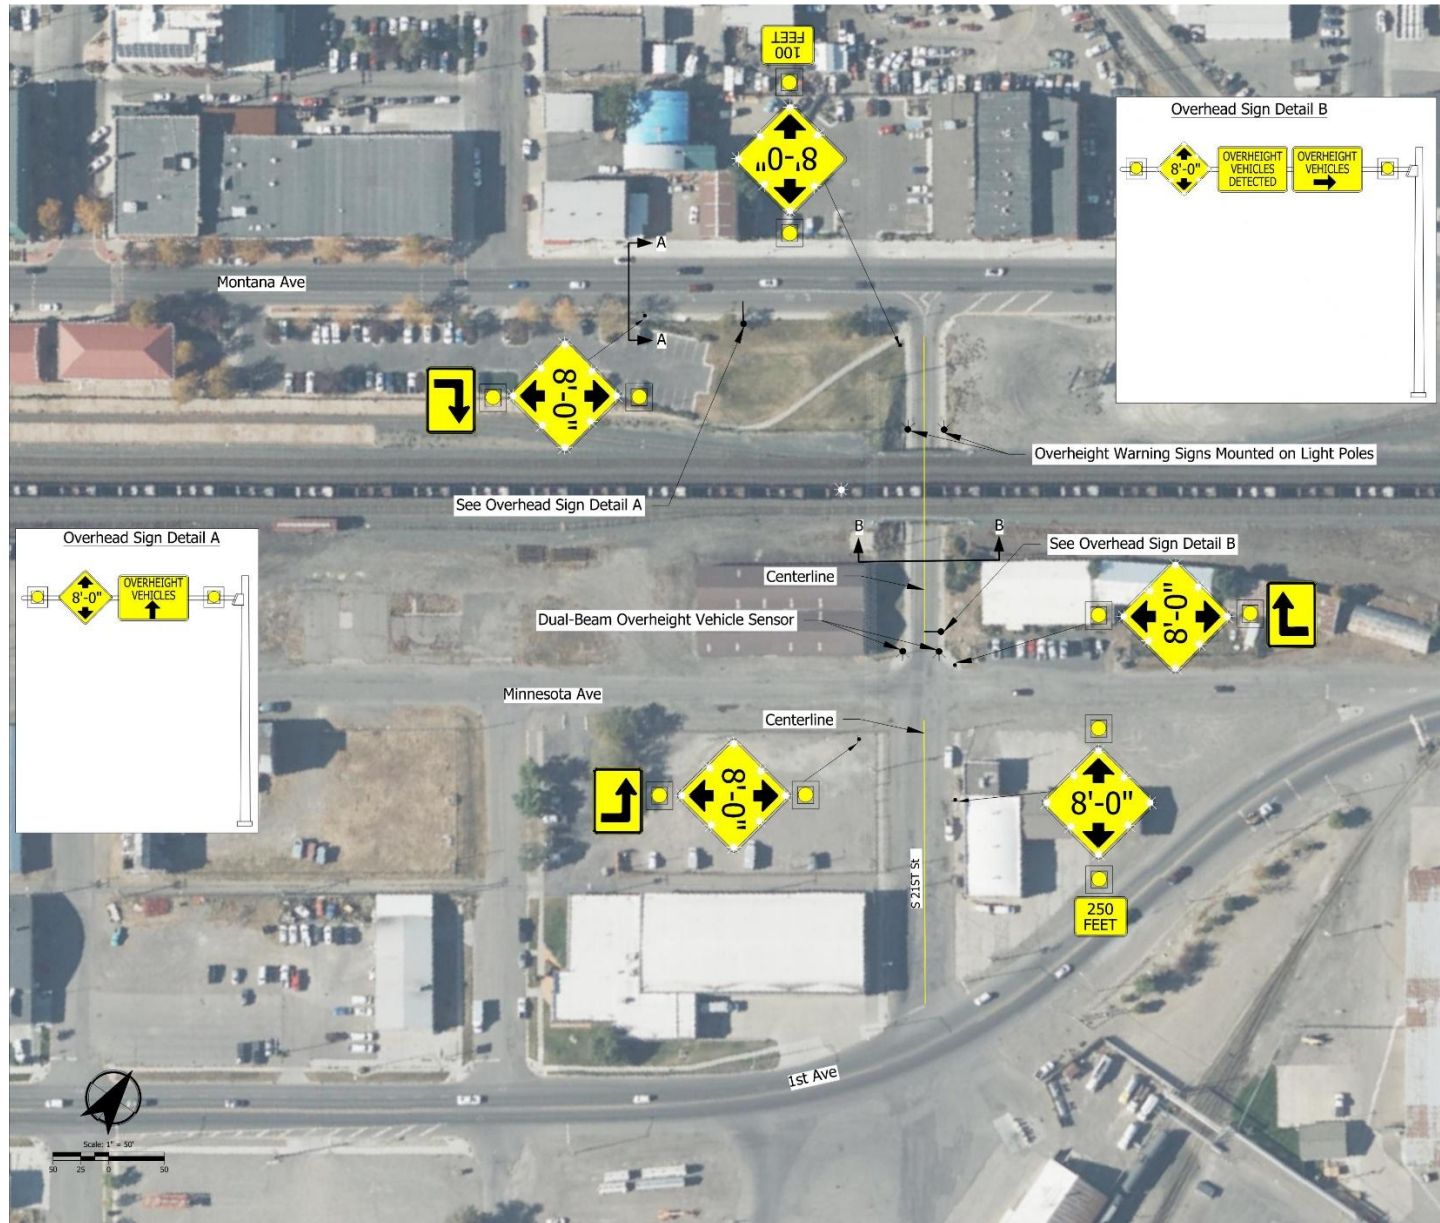 100
FEET
8'-0"
A
A
Montana Ave
8'-0"
Overhead Sign Detail B
8'-0"
OVERHEIGHT
VEHICLES
DETECTED
OVERHEIGHT
VEHICLES
Overheight Warning Signs Mounted on Light Poles
See Overhead Sign Detail A
B
B
See Overhead Sign Detail B
Overhead Sign Detail A
8'-0"
OVERHEIGHT
VEHICLES
Centerline
Dual-Beam Overheight Vehicle Sensor
8'-0"
Minnesota Ave
Centerline
8'-0"
8'-0"
250
FEET
S 21ST St
1st Ave
Scale: 1" = 50'
50 25 0 50